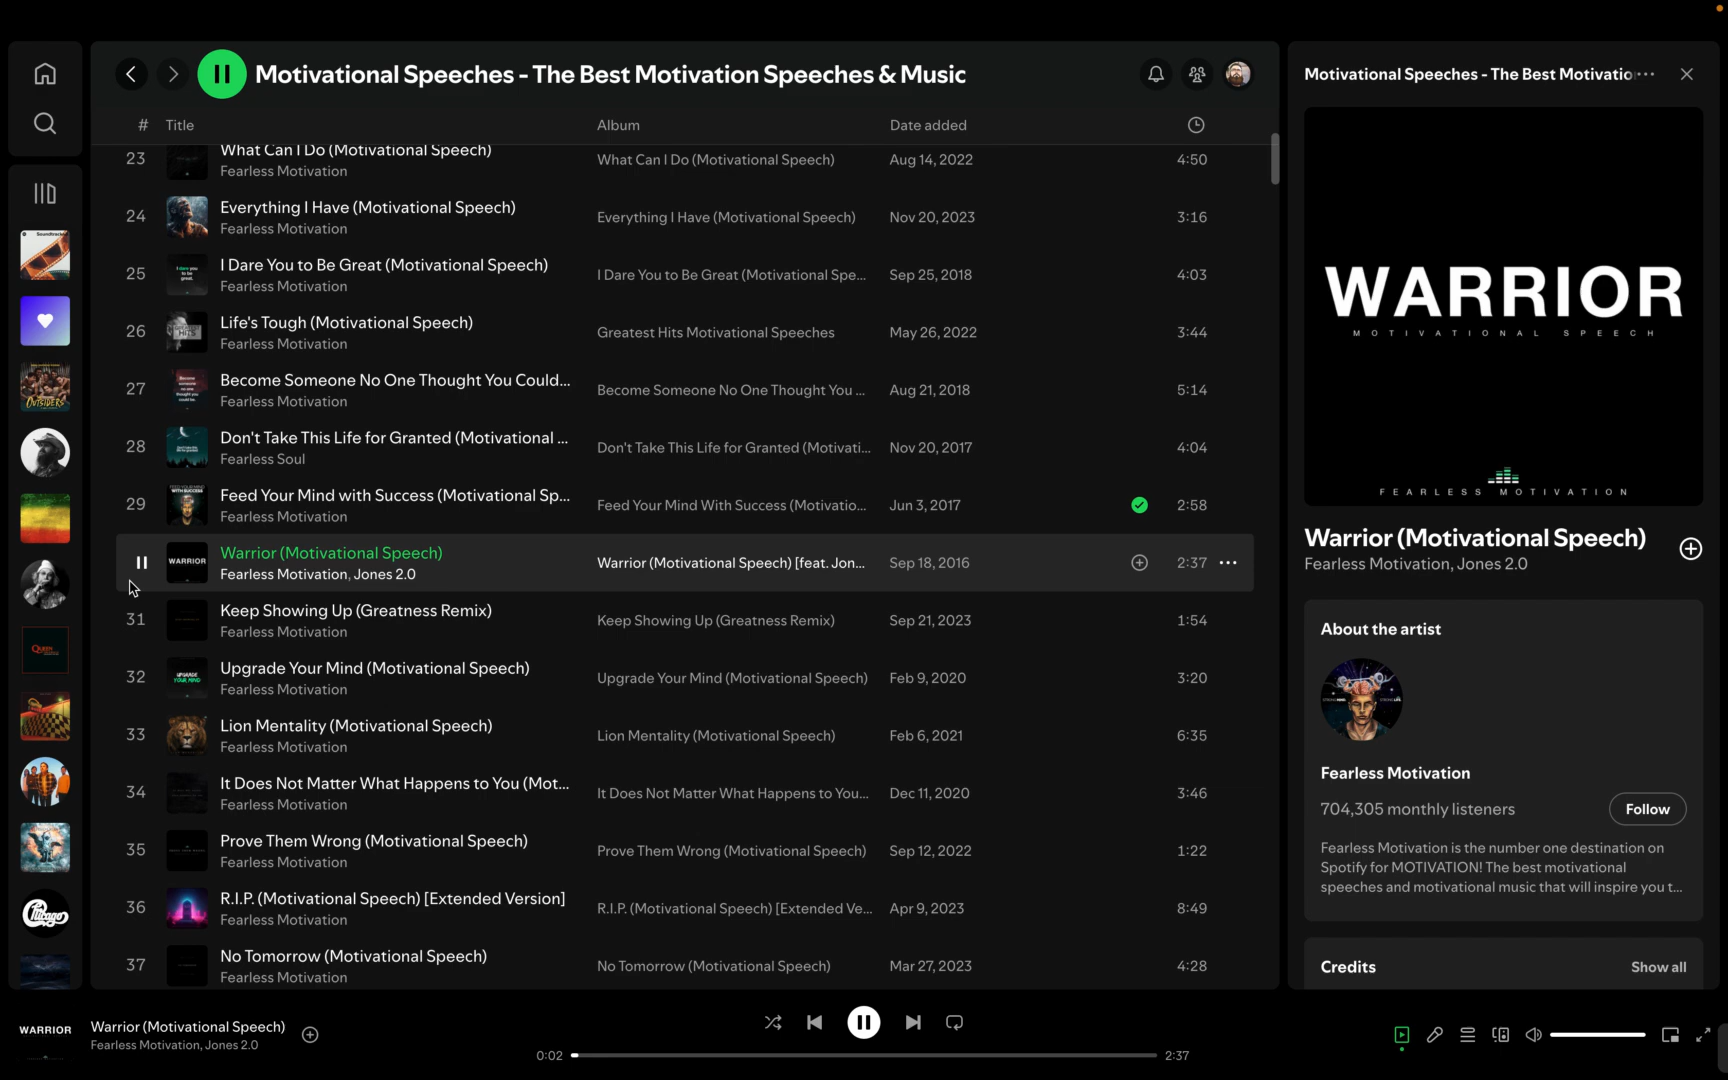 Motivational Speeches - The Best Motivation Speeches & Music
# Title Album Date added
23 What Can I Do (Motivational Speech) What Can I Do (Motivational Speech) Aug 14, 2022 4:50
Fearless Motivation
24 Everything I Have (Motivational Speech) Everything I Have (Motivational Speech) Nov 20, 2023 3:16
Fearless Motivation
25 I Dare You to Be Great (Motivational Speech) I Dare You to Be Great (Motivational Spe... Sep 25, 2018 4:03
Fearless Motivation
26 Life's Tough (Motivational Speech) Greatest Hits Motivational Speeches May 26, 2022 3:44
Fearless Motivation
27 Become Someone No One Thought You Could... Become Someone No One Thought You ... Aug 21, 2018 5:14
Fearless Motivation
28 Don't Take This Life for Granted (Motivational ... Don't Take This Life for Granted (Motivati... Nov 20, 2017 4:04
Fearless Soul
29 Feed Your Mind with Success (Motivational Sp... Feed Your Mind With Success (Motivatio... Jun 3, 2017 2:58
Fearless Motivation
WARRIOR Warrior (Motivational Speech) Warrior (Motivational Speech) [feat. Jon... Sep 18, 2016 2:37
Fearless Motivation, Jones 2.0
31 Keep Showing Up (Greatness Remix) Keep Showing Up (Greatness Remix) Sep 21, 2023 1:54
Fearless Motivation
32 Upgrade Your Mind (Motivational Speech) Upgrade Your Mind (Motivational Speech) Feb 9, 2020 3:20
Fearless Motivation
33 Lion Mentality (Motivational Speech) Lion Mentality (Motivational Speech) Feb 6, 2021 6:35
Fearless Motivation
34 It Does Not Matter What Happens to You (Mot... It Does Not Matter What Happens to You... Dec 11, 2020 3:46
Fearless Motivation
35 Prove Them Wrong (Motivational Speech) Prove Them Wrong (Motivational Speech) Sep 12, 2022 1:22
Fearless Motivation
36 R.I.P. (Motivational Speech) [Extended Version] R.I.P. (Motivational Speech) [Extended Ve... Apr 9, 2023 8:49
Fearless Motivation
37 No Tomorrow (Motivational Speech) No Tomorrow (Motivational Speech) Mar 27, 2023 4:28
Fearless Motivation
Motivational Speeches - The Best Motivatio
WARRIOR
MOTIVATIONAL SPEECH
FEARLESS MOTIVATION
Warrior (Motivational Speech)
Fearless Motivation, Jones 2.0
About the artist
Fearless Motivation
704,305 monthly listeners Follow
Fearless Motivation is the number one destination on
Spotify for MOTIVATION! The best motivational
speeches and motivational music that will inspire you t...
Credits Show all
WARRIOR Warrior (Motivational Speech)
Fearless Motivation, Jones 2.0
0:02 2:37
Soundtrack
OUTSIDERS
QUEEN
Chicago